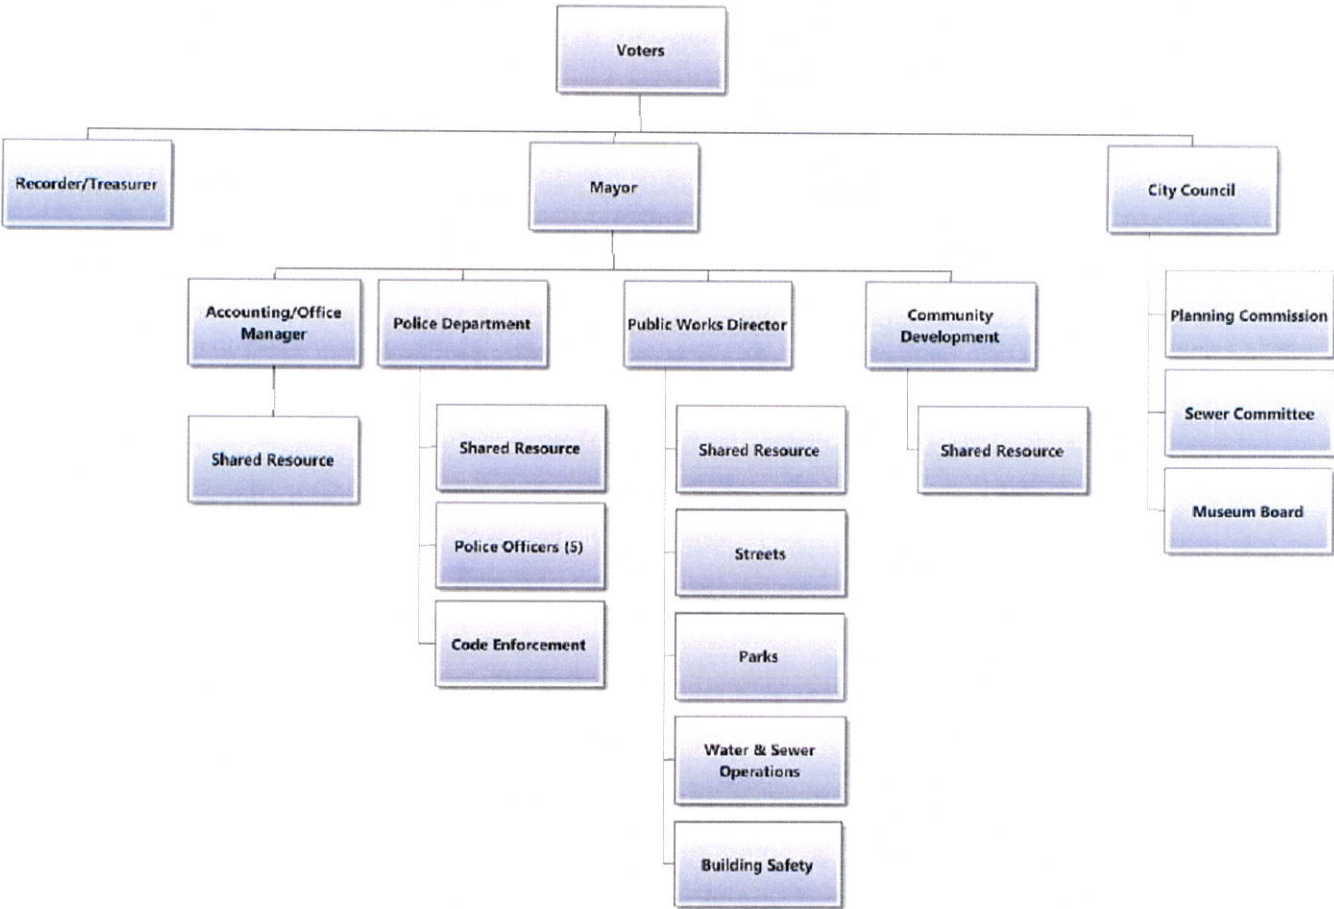 Voters
Recorder/Treasurer
Mayor
City Council
Accounting/Office
Manager
Police Department
Public Works Director
Community
Development
Planning Commission
Shared Resource
Shared Resource
Shared Resource
Shared Resource
Sewer Committee
Police Officers (5)
Streets
Museum Board
Code Enforcement
Parks
Water & Sewer
Operations
Building Safety